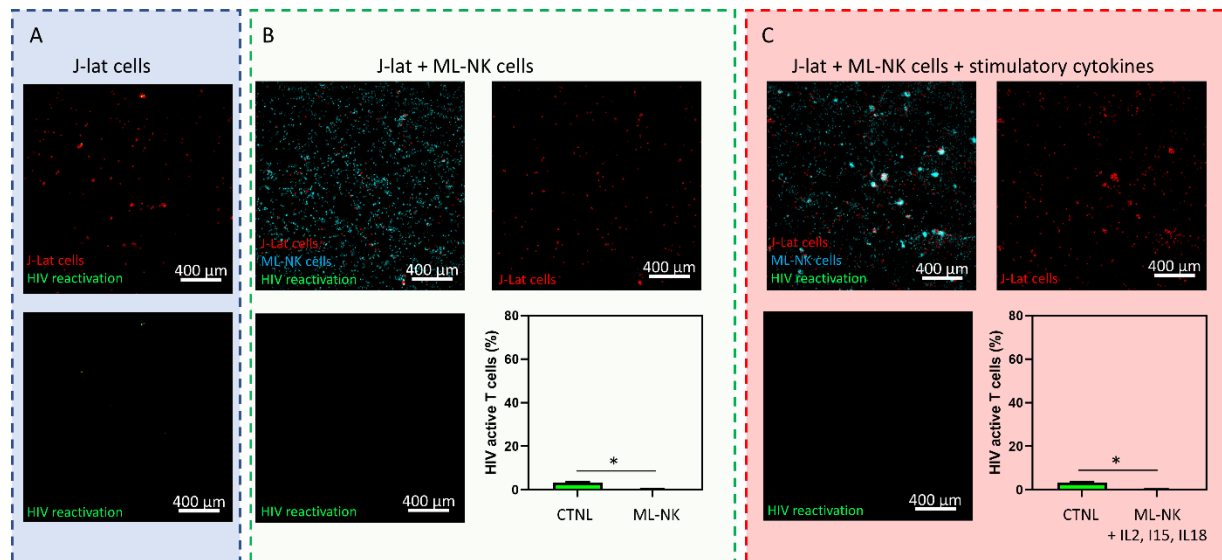 A
J-lat cells
J-Lat cells
HIV reactivation
400 µm
HIV reactivation
400 µm
B
J-lat + ML-NK cells
J-Lat cells
ML-NK cells
HIV reactivation
400 µm
J-Lat cells
400 µm
HIV reactivation
400 µm
HIV active T cells (%)
80
60
40
20
0
*
CTNL
ML-NK
C
J-lat + ML-NK cells + stimulatory cytokines
J-Lat cells
ML-NK cells
HIV reactivation
400 µm
J-Lat cells
400 µm
HIV reactivation
400 µm
HIV active T cells (%)
80
60
40
20
0
*
CTNL
ML-NK
+ IL2, I15, IL18